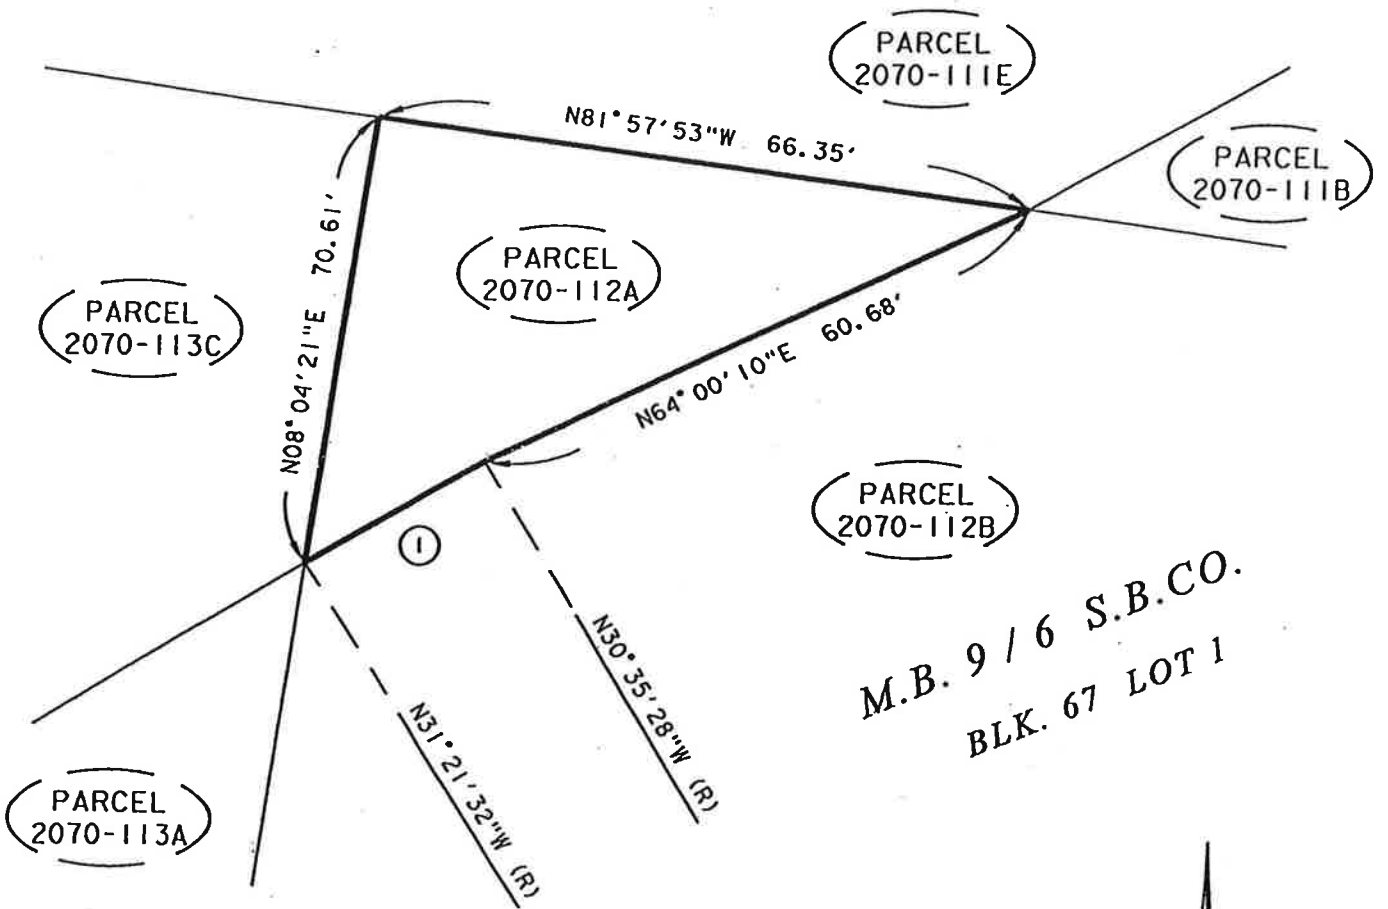 PARCEL
2070-111E
N81°57'53"W 66.35'
PARCEL
2070-111B
PARCEL
2070-112A
N08°04'21"E 70.61'
PARCEL
2070-113C
N64°00'10"E 60.68'
PARCEL
2070-112B
1
M.B. 9 / 6 S.B.CO.
BLK. 67 LOT 1
N30°35'28"W (R)
N31°21'32"W (R)
PARCEL
2070-113A